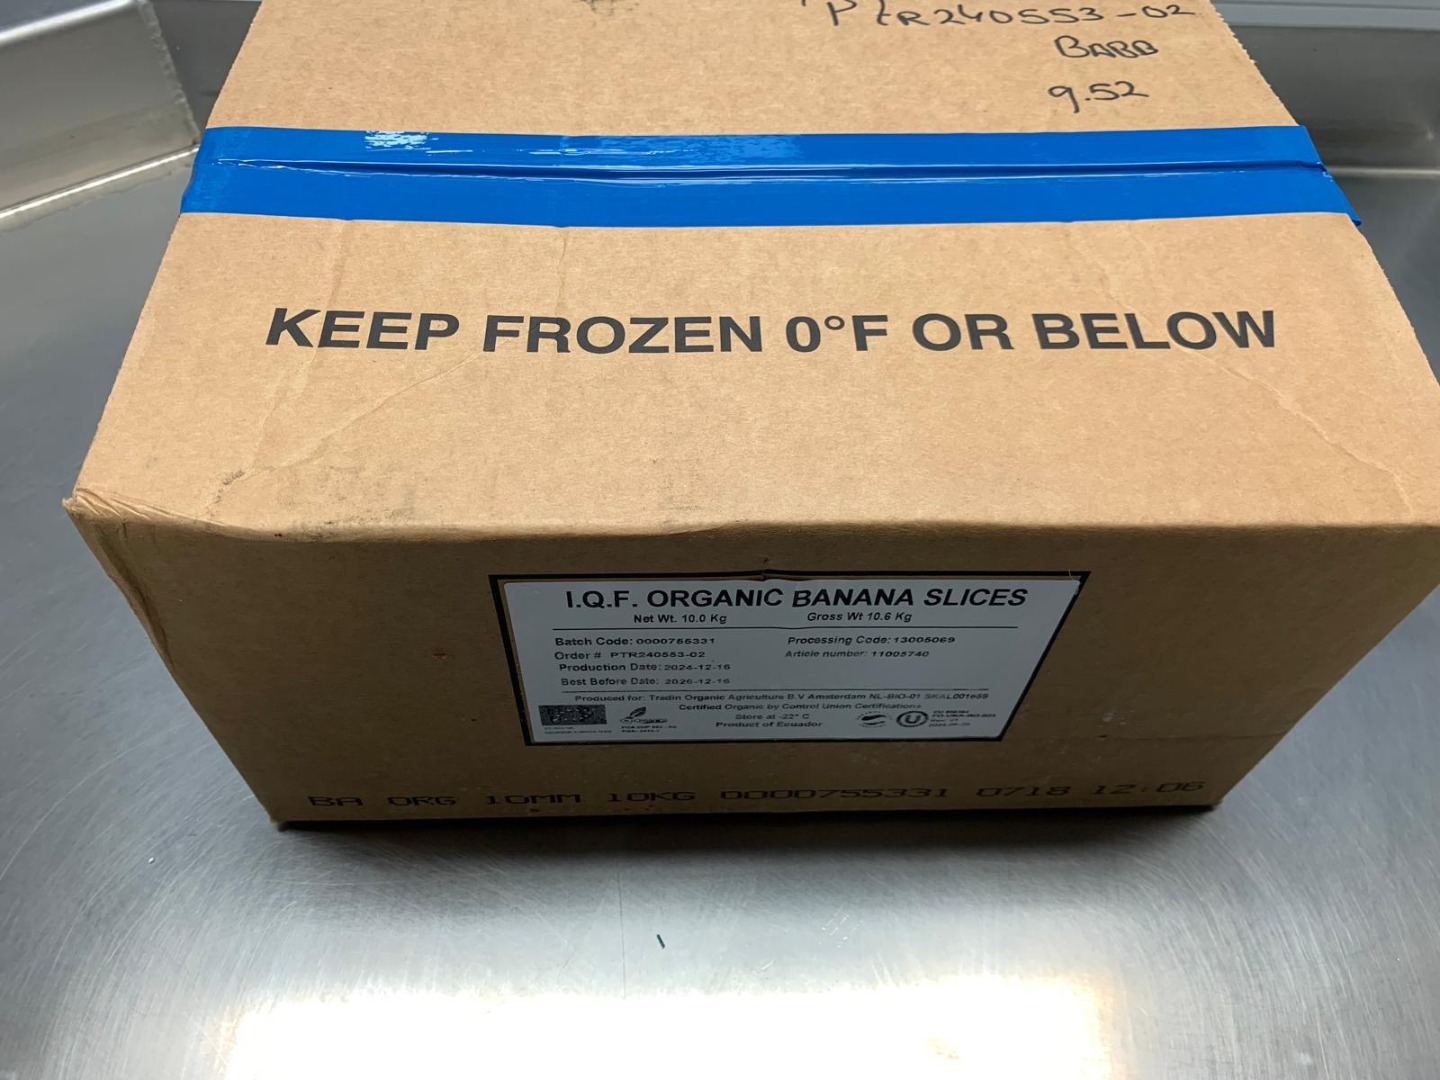 PTR240553-02
BABB
9.52
KEEP FROZEN 0°F OR BELOW
I.Q.F. ORGANIC BANANA SLICES
Net Wt. 10.0 Kg Gross Wt 10.6 Kg
Batch Code: 0000755331 Processing Code: 13005069
Order # PTR240553-02 Article number: 11005740
Production Date: 2024-12-16
Best Before Date: 2026-12-16
Produced for: Tradin Organic Agriculture B.V Amsterdam NL-BIO-01
Certified Organic by Control Union Certifications
Store at -22° C
Product of Ecuador
BA ORG 10MM 10KG 0000755331 0718 12:06